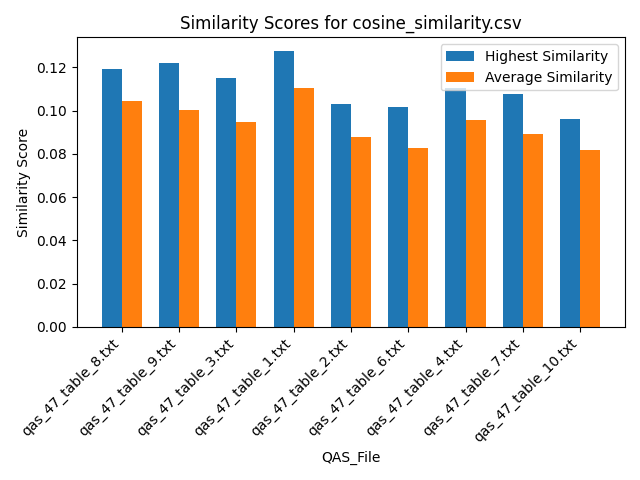 Similarity Scores for cosine_similarity.csv
Highest Similarity
Average Similarity
Similarity Score
0.12
0.10
0.08
0.06
0.04
0.02
0.00
qas_47_table_8.txt
qas_47_table_9.txt
qas_47_table_3.txt
qas_47_table_1.txt
qas_47_table_2.txt
qas_47_table_6.txt
qas_47_table_4.txt
qas_47_table_7.txt
qas_47_table_10.txt
QAS_File